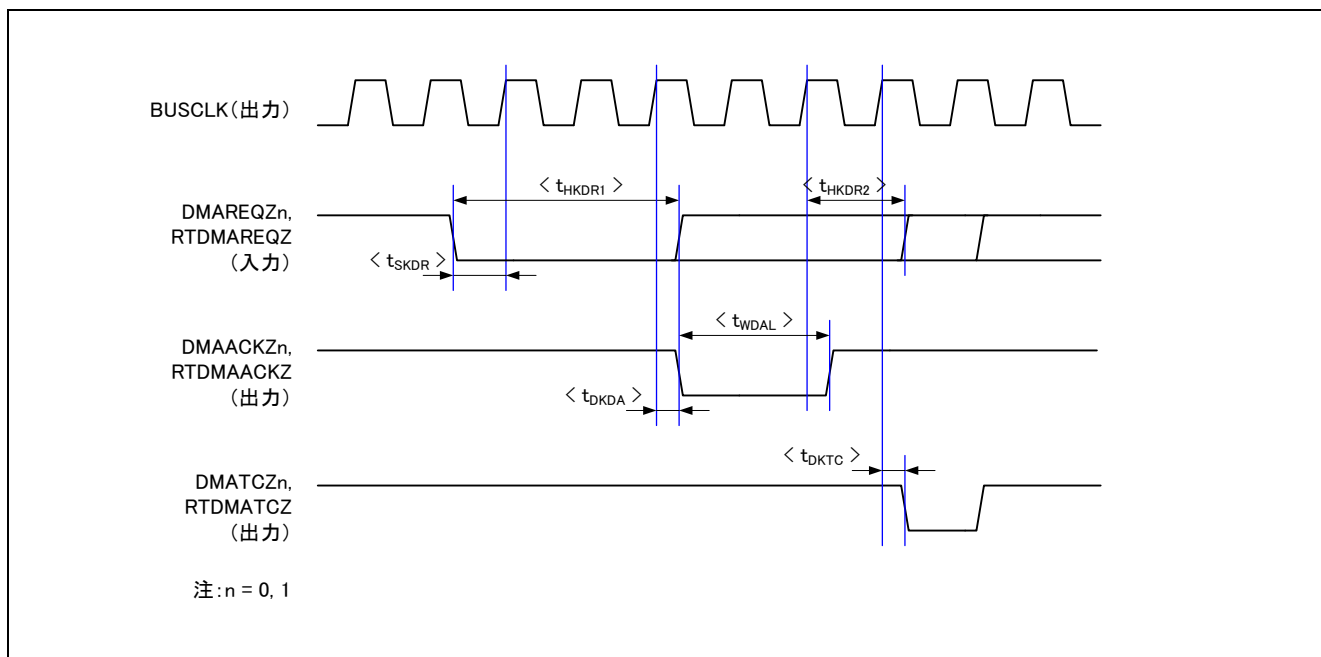 BUSCLK(出力)
< tHKDR1 >
< tHKDR2 >
DMAREQZn,
RTDMAREQZ
(入力)
< tSKDR >
< tWDAL >
DMAACKZn,
RTDMAACKZ
(出力)
< tDKDA >
< tDKTC >
DMATCZn,
RTDMATCZ
(出力)
注:n = 0, 1